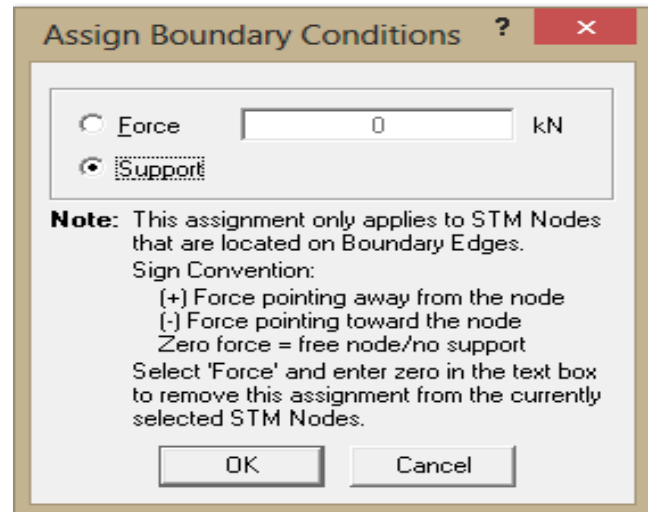 Assign Boundary Conditions ? ×
Force 0 kN
Support
Note: This assignment only applies to STM Nodes
that are located on Boundary Edges.
Sign Convention:
(+) Force pointing away from the node
(-) Force pointing toward the node
Zero force = free node/no support
Select 'Force' and enter zero in the text box
to remove this assignment from the currently
selected STM Nodes.
OK Cancel